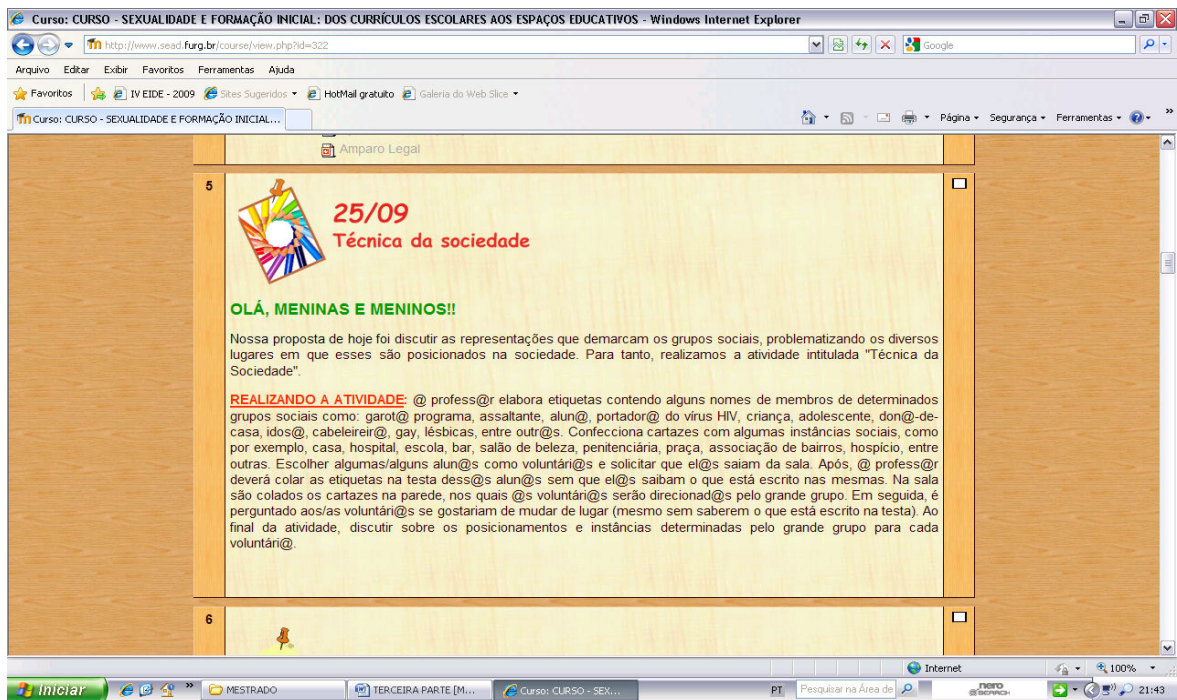 Curso: CURSO - SEXUALIDADE E FORMAÇÃO INICIAL: DOS CURRÍCULOS ESCOLARES AOS ESPAÇOS EDUCATIVOS - Windows Internet Explorer
http://www.sead.furg.br/course/view.php?id=322
Google
Arquivo Editar Exibir Favoritos Ferramentas Ajuda
Favoritos IV EIDE - 2009 Sites Sugeridos HotMail gratuito Galeria do Web Slice
Curso: CURSO - SEXUALIDADE E FORMAÇÃO INICIAL... Página Segurança Ferramentas »
Amparo Legal
5
25/09
Técnica da sociedade
OLÁ, MENINAS E MENINOS!!
Nossa proposta de hoje foi discutir as representações que demarcam os grupos sociais, problematizando os diversos
lugares em que esses são posicionados na sociedade. Para tanto, realizamos a atividade intitulada "Técnica da
Sociedade".
REALIZANDO A ATIVIDADE: @ profess@r elabora etiquetas contendo alguns nomes de membros de determinados
grupos sociais como: garot@ programa, assaltante, alun@, portador@ do vírus HIV, criança, adolescente, don@-de-
casa, idos@, cabeleireir@, gay, lésbicas, entre outr@s. Confecciona cartazes com algumas instâncias sociais, como
por exemplo, casa, hospital, escola, bar, salão de beleza, penitenciária, praça, associação de bairros, hospício, entre
outras. Escolher algumas/alguns alun@s como voluntári@s e solicitar que el@s saiam da sala. Após, @ profess@r
deverá colar as etiquetas na testa dess@s alun@s sem que el@s saibam o que está escrito nas mesmas. Na sala
são colados os cartazes na parede, nos quais @s voluntári@s serão direcionad@s pelo grande grupo. Em seguida, é
perguntado aos/as voluntári@s se gostariam de mudar de lugar (mesmo sem saberem o que está escrito na testa). Ao
final da atividade, discutir sobre os posicionamentos e instâncias determinadas pelo grande grupo para cada
voluntári@.
6
Internet 100%
Iniciar » MESTRADO TERCEIRA PARTE [M... Curso: CURSO - SEX... PT Pesquisar na Área de nero SEARCH 21:43